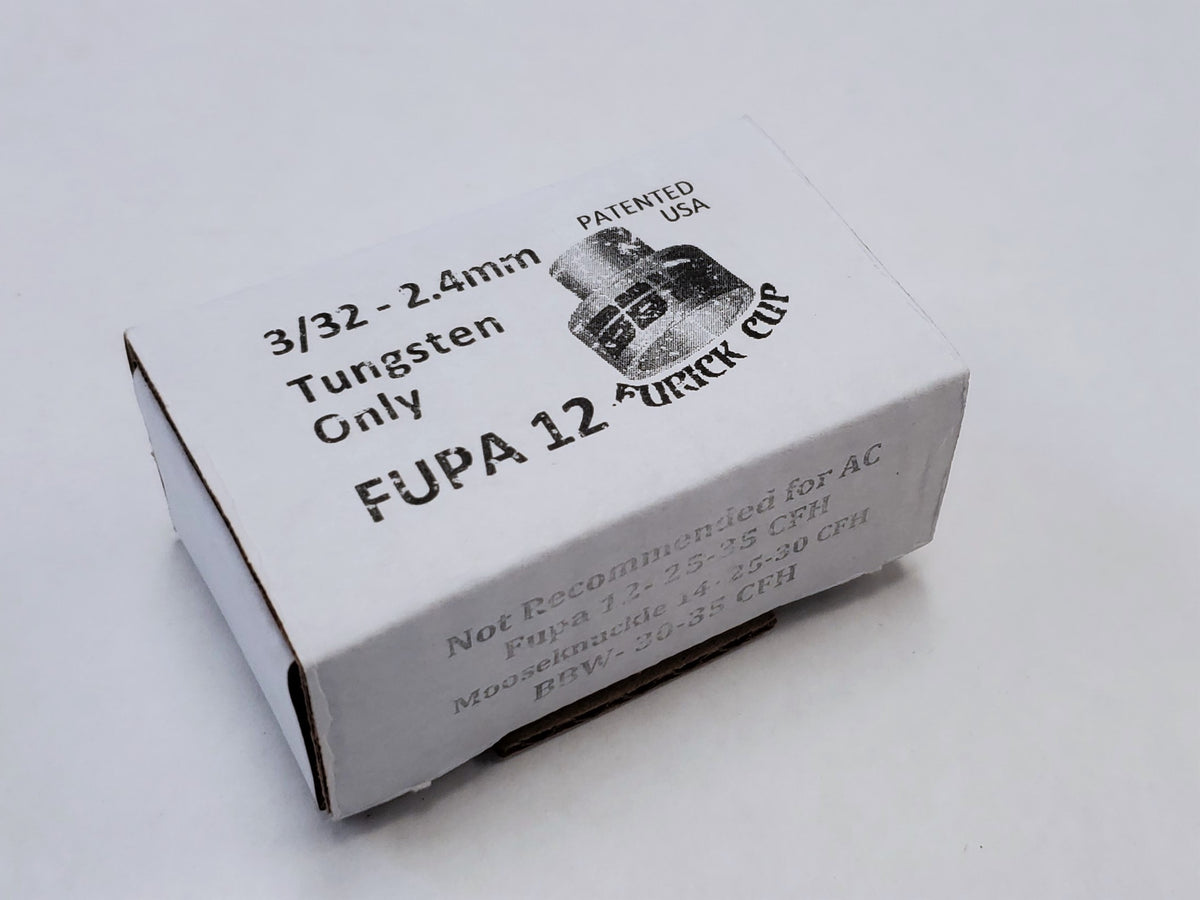 PATENTED
USA
3/32 - 2.4mm
Tungsten
Only
FURICK CUP
FUPA 12
Not Recommended for AC
Fupa 12- 25-35 CFH
Mooseknuckle 14- 25-30 CFH
BBW- 30-35 CFH